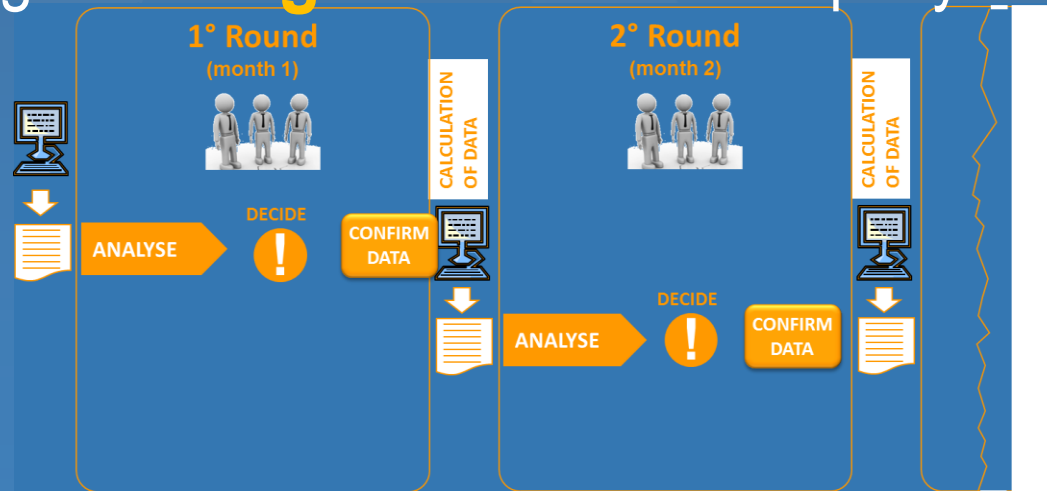 1° Round
(month 1)
CALCULATION
OF DATA
DECIDE
ANALYSE
!
CONFIRM
DATA
2° Round
(month 2)
CALCULATION
OF DATA
DECIDE
ANALYSE
!
CONFIRM
DATA